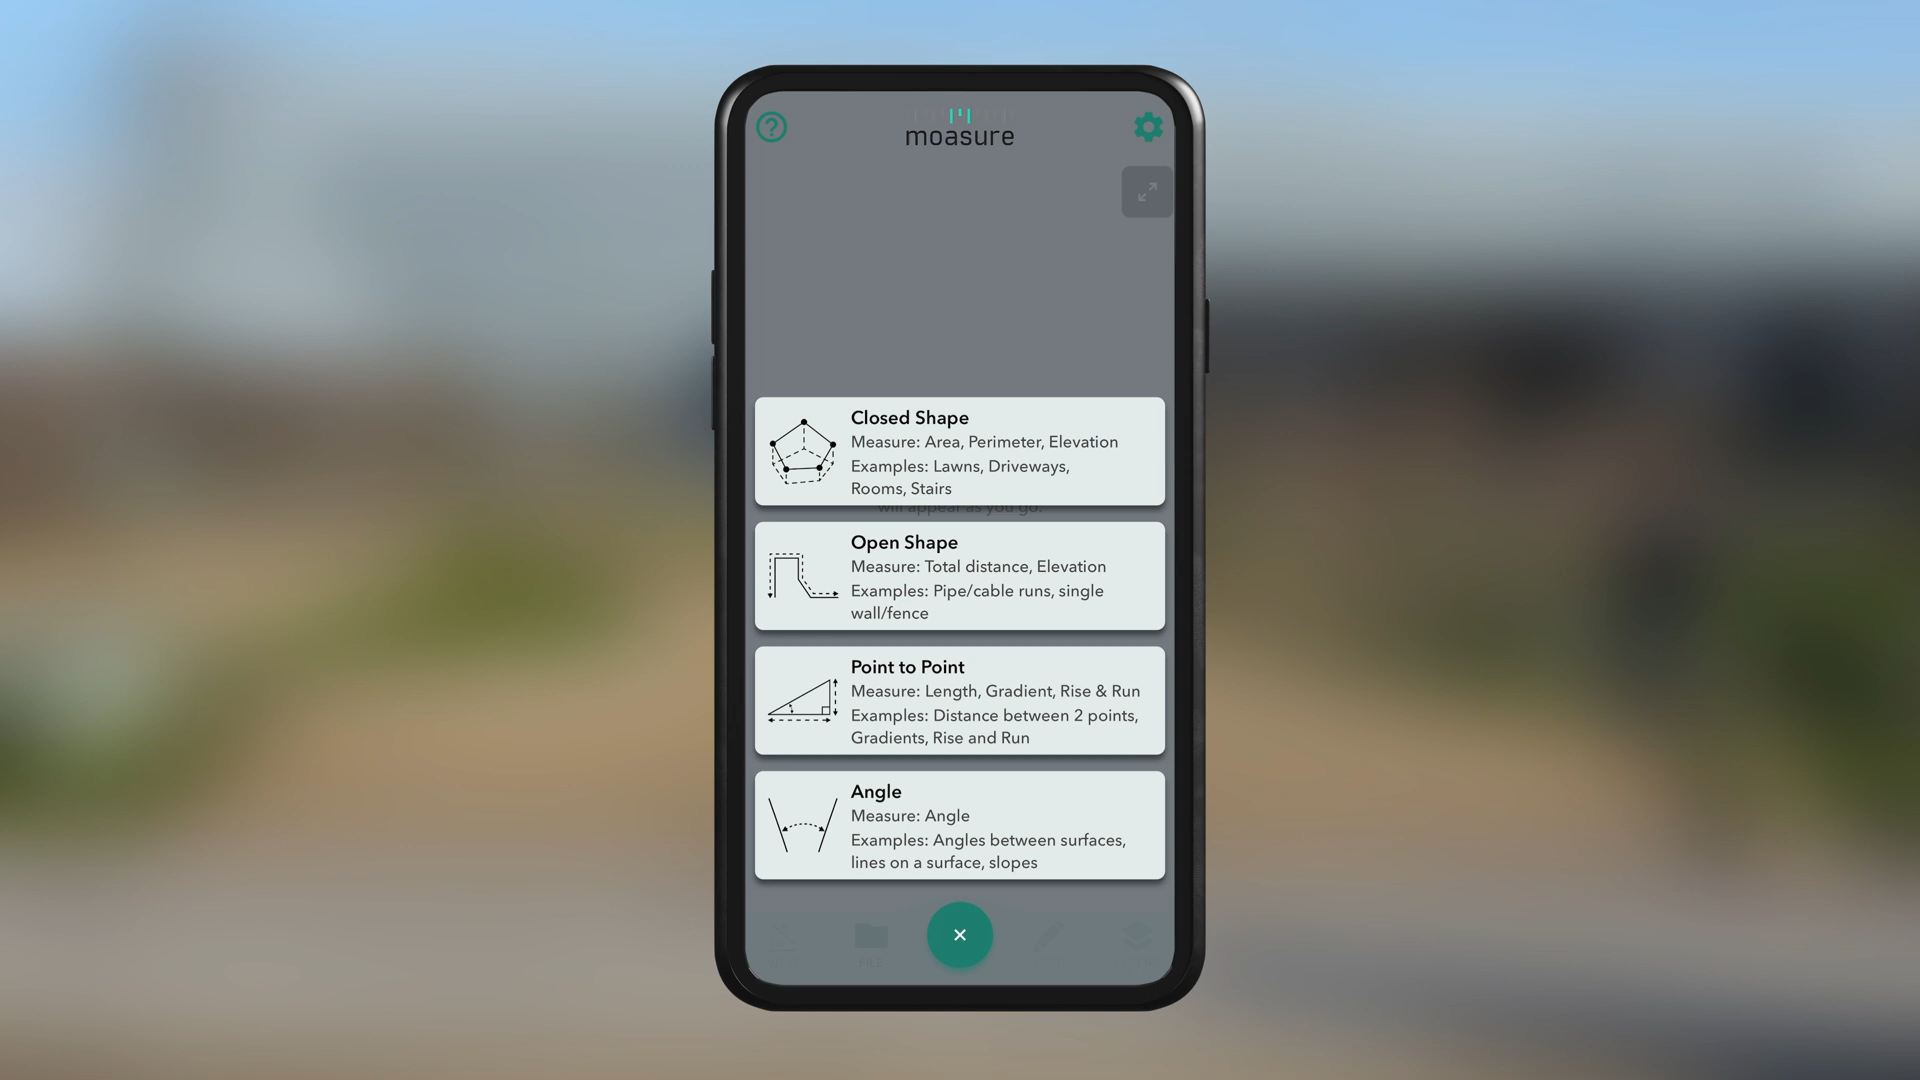 moasure
Closed Shape
Measure: Area, Perimeter, Elevation
Examples: Lawns, Driveways,
Rooms, Stairs
will appear as you go.
Open Shape
Measure: Total distance, Elevation
Examples: Pipe/cable runs, single
wall/fence
Point to Point
Measure: Length, Gradient, Rise & Run
Examples: Distance between 2 points,
Gradients, Rise and Run
Angle
Measure: Angle
Examples: Angles between surfaces,
lines on a surface, slopes
FILE